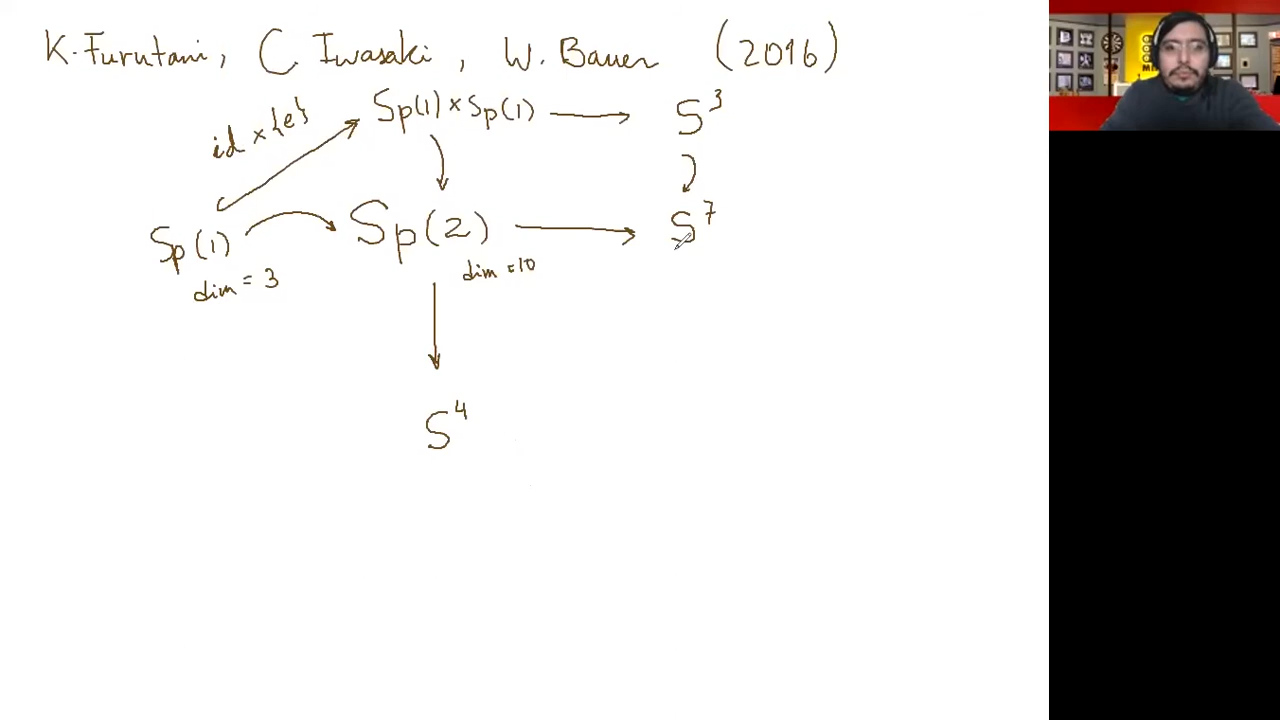 K. Furutani, C. Iwasaki, W. Bauer (2016)
id × {e}
Sp(1) × Sp(1) → S³
Sp(1) → Sp(2) → S⁷
dim = 3
dim = 10
S⁴